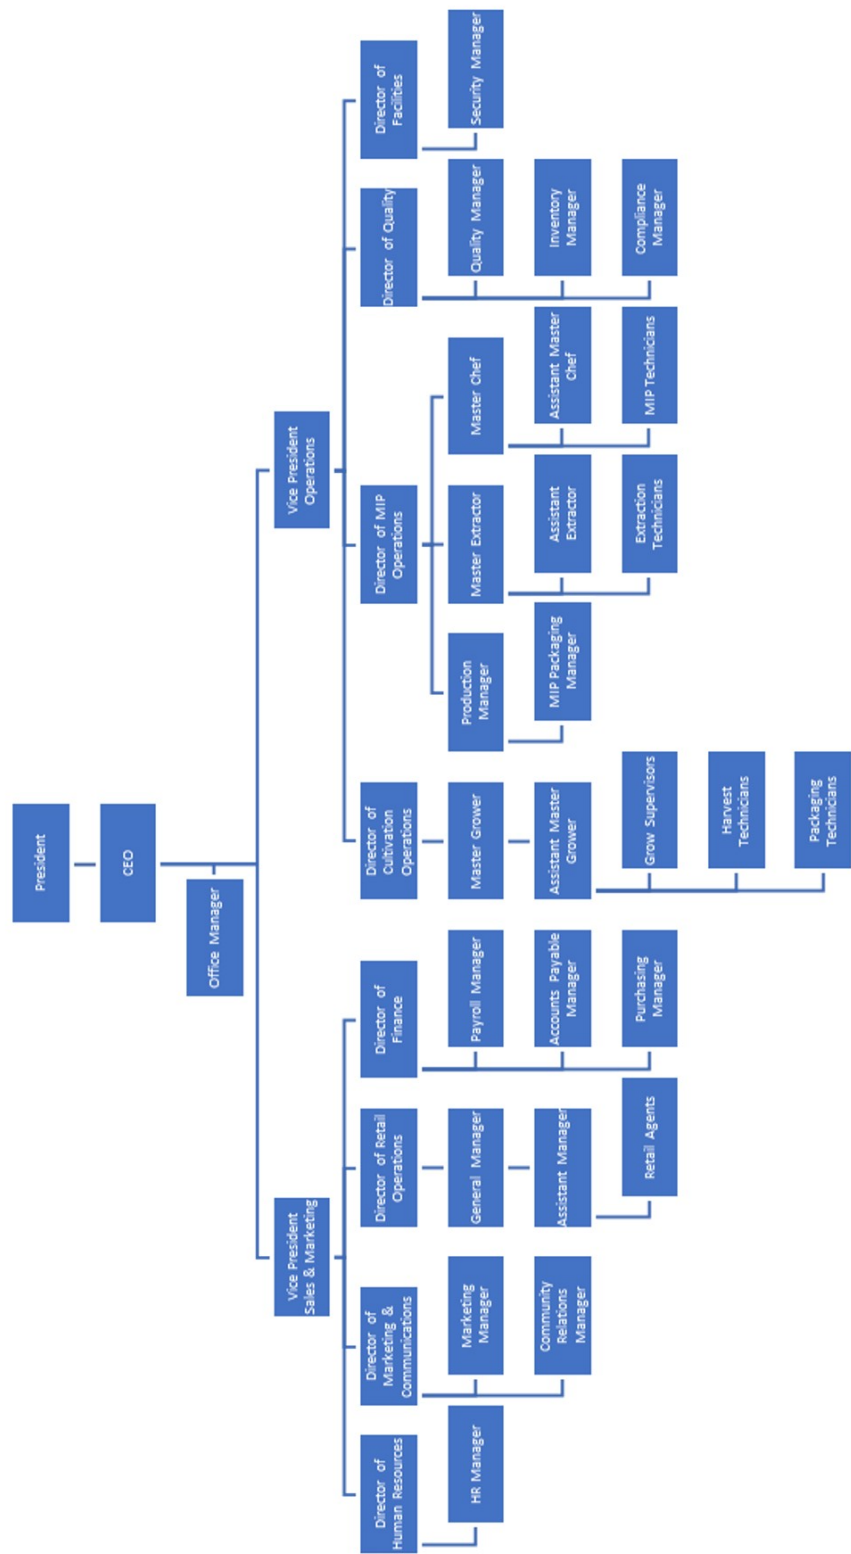 President
CEO
Office Manager
Vice President
Sales & Marketing
Vice President
Operations
Director of
Human Resources
Director of
Marketing &
Communications
Director of Retail
Operations
Director of
Finance
Director of
Cultivation
Operations
Director of MIP
Operations
Director of Quality
Director of
Facilities
HR Manager
Marketing
Manager
General Manager
Payroll Manager
Master Grower
Production
Manager
Master Extractor
Master Chef
Quality Manager
Security Manager
Community
Relations
Manager
Assistant Manager
Accounts Payable
Manager
Assistant Master
Grower
MIP Packaging
Manager
Assistant
Extractor
Assistant Master
Chef
Inventory
Manager
Retail Agents
Purchasing
Manager
Grow Supervisors
Extraction
Technicians
MIP Technicians
Compliance
Manager
Harvest
Technicians
Packaging
Technicians